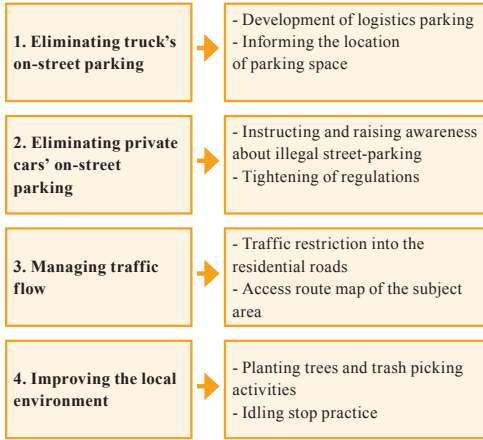 1. Eliminating truck's
on-street parking
- Development of logistics parking
- Informing the location
of parking space
2. Eliminating private
cars' on-street
parking
- Instructing and raising awareness
about illegal street-parking
- Tightening of regulations
3. Managing traffic
flow
- Traffic restriction into the
residential roads
- Access route map of the subject
area
4. Improving the local
environment
- Planting trees and trash picking
activities
- Idling stop practice